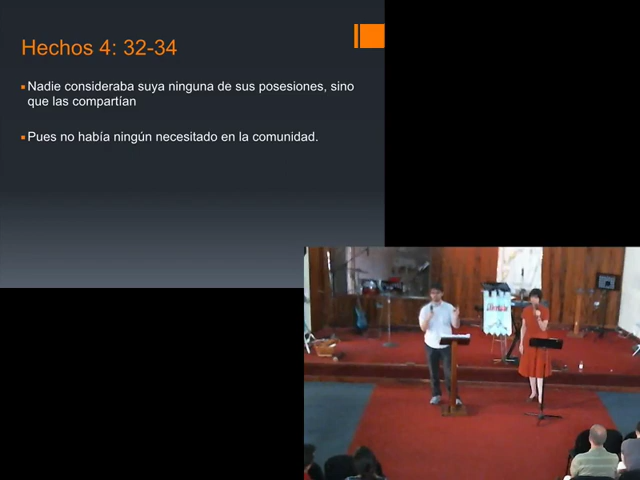 Hechos 4: 32-34
Nadie consideraba suya ninguna de sus posesiones, sino
que las compartían
Pues no había ningún necesitado en la comunidad.